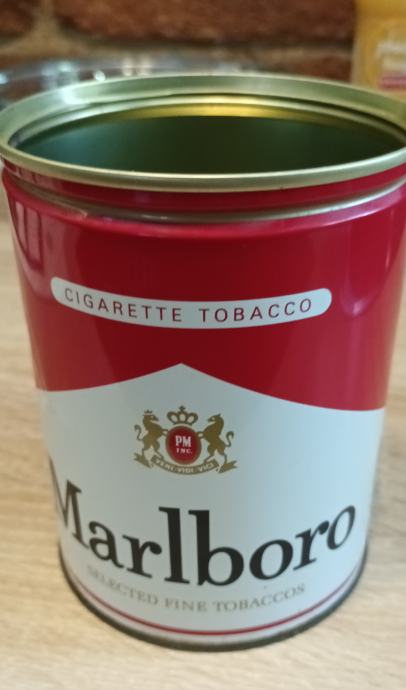 CIGARETTE TOBACCO
PM
INC.
VENI·VIDI·VICI
Marlboro
SELECTED FINE TOBACCOS